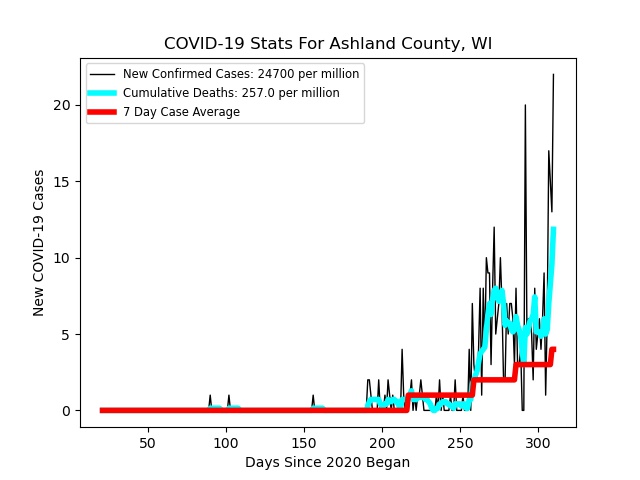 COVID-19 Stats For Ashland County, WI
New Confirmed Cases: 24700 per million
Cumulative Deaths: 257.0 per million
7 Day Case Average
New COVID-19 Cases
20
15
10
5
0
50 100 150 200 250 300
Days Since 2020 Began